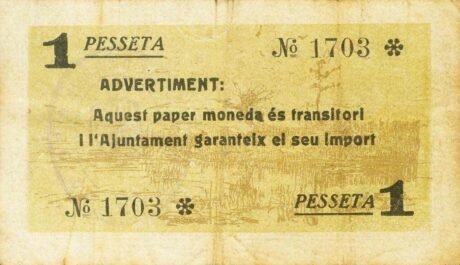 1 PESSETA № 1703 *
ADVERTIMENT:
Aquest paper moneda és transitori
i l'Ajuntament garanteix el seu import
№ 1703 * PESSETA 1